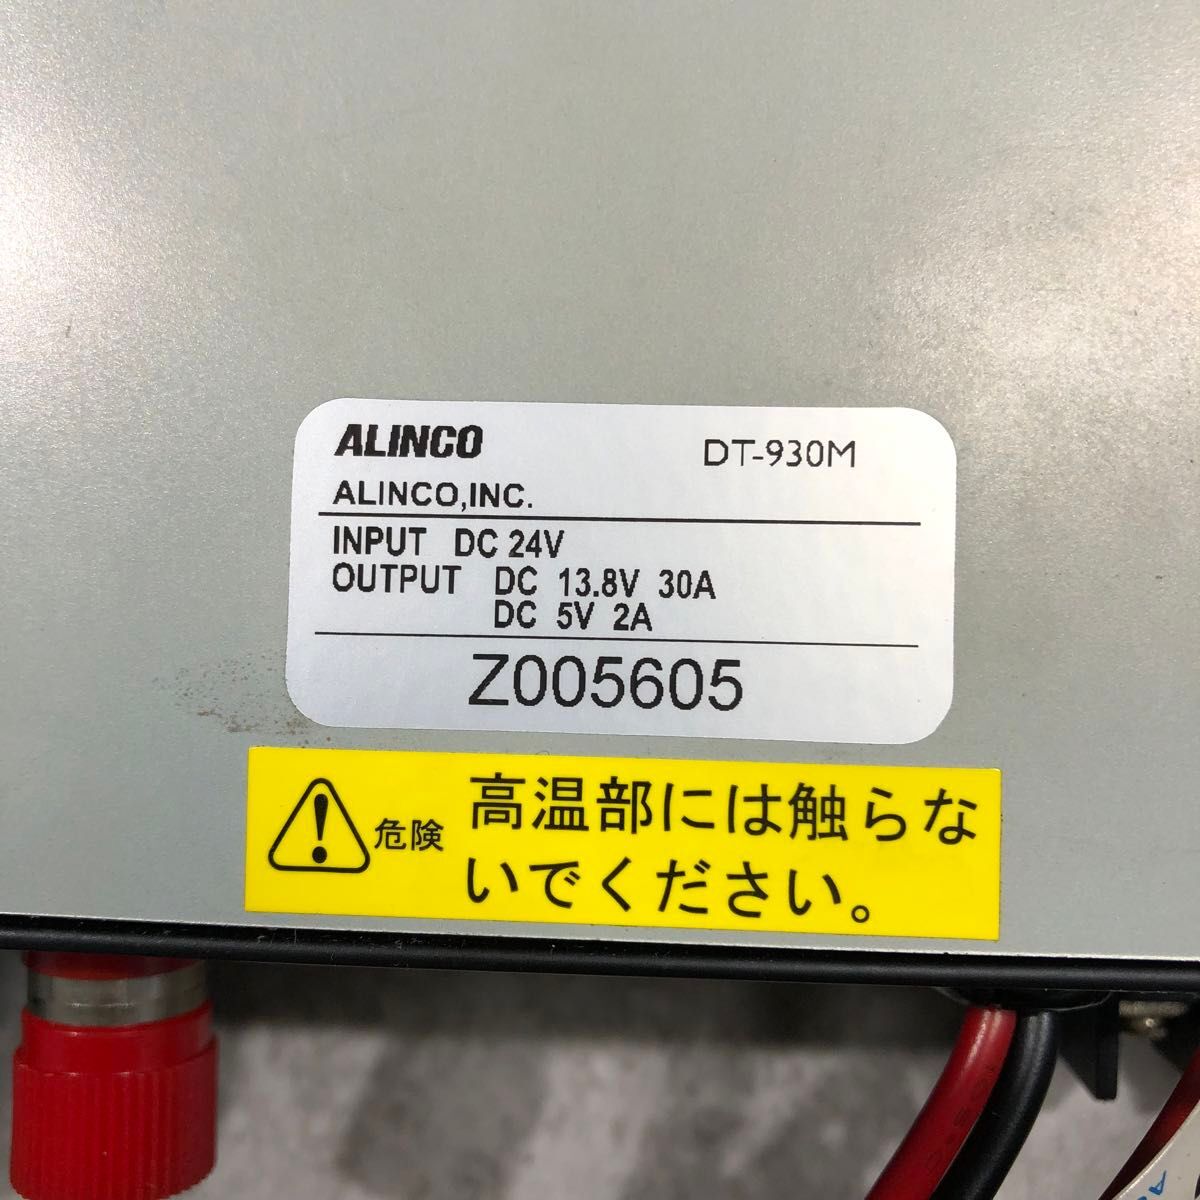 ALINCO DT-930M
ALINCO,INC.
INPUT DC 24V
OUTPUT DC 13.8V 30A
DC 5V 2A
Z005605
危険 高温部には触らな
いでください。